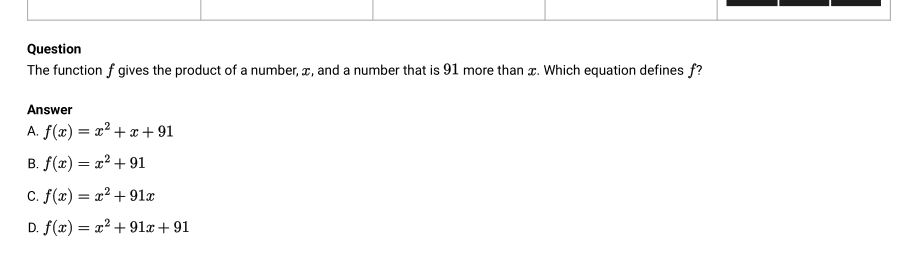 Question
The function f gives the product of a number, x, and a number that is 91 more than x. Which equation defines f?
Answer
A. f(x) = x² + x + 91
B. f(x) = x² + 91
C. f(x) = x² + 91x
D. f(x) = x² + 91x + 91